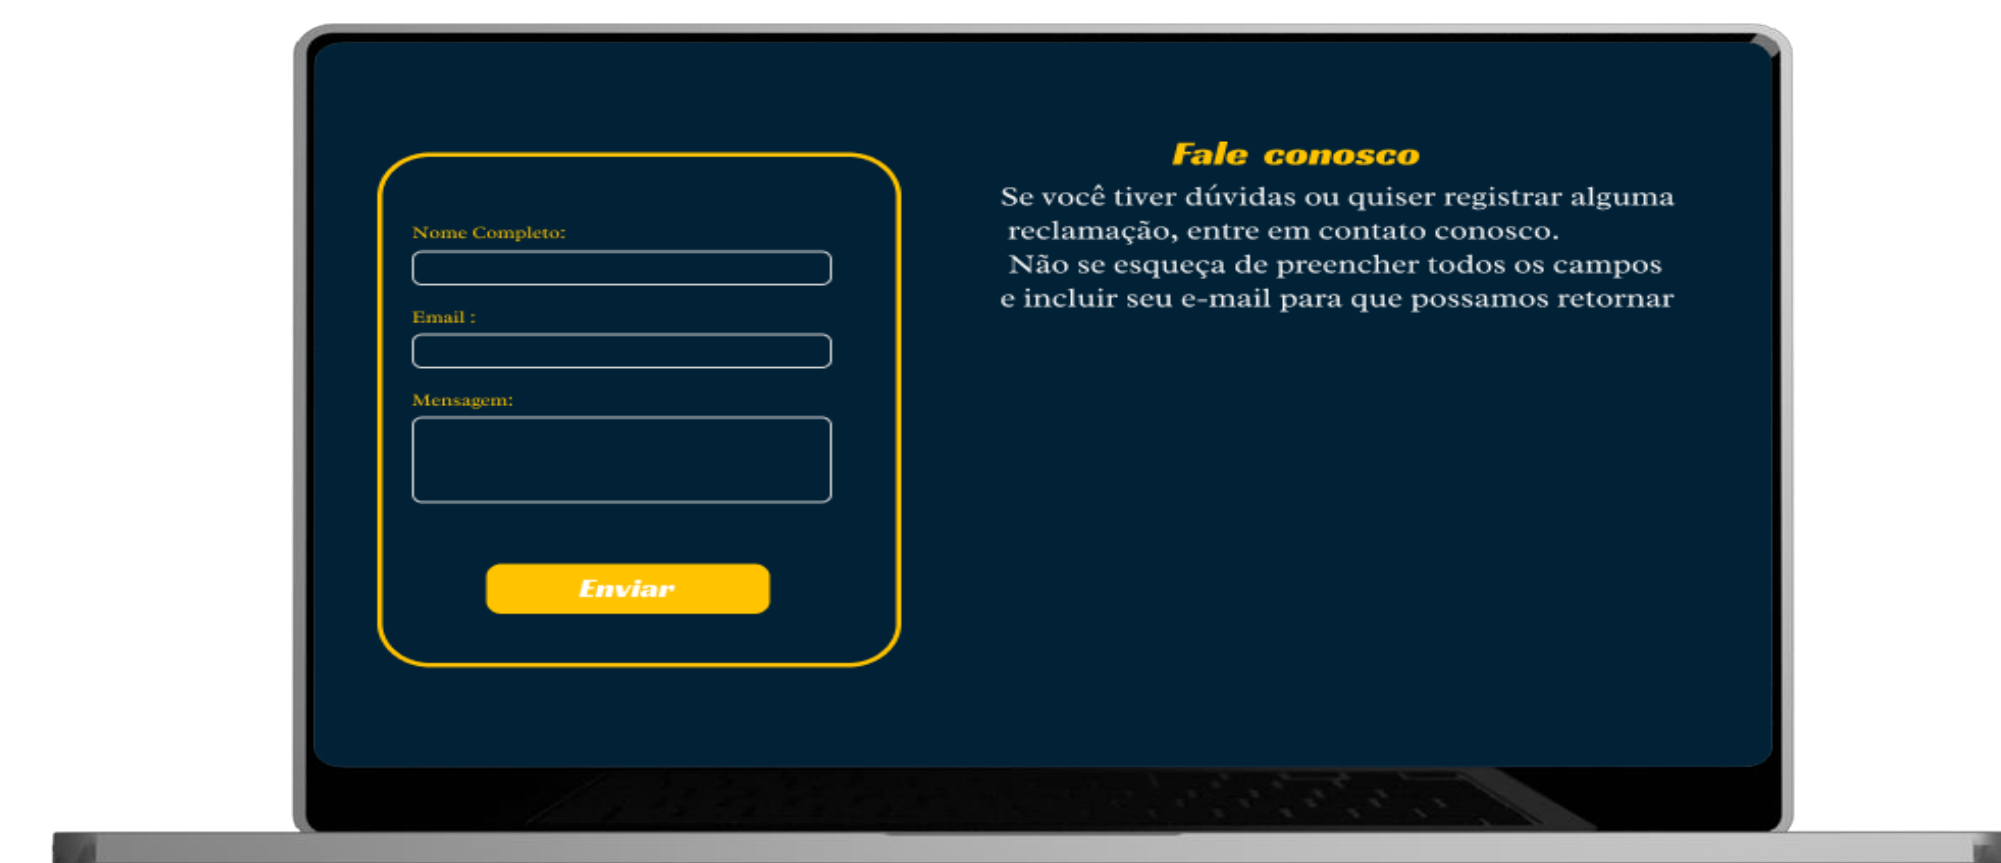 Nome Completo:
Email :
Mensagem:
Enviar
Fale conosco
Se você tiver dúvidas ou quiser registrar alguma
reclamação, entre em contato conosco.
Não se esqueça de preencher todos os campos
e incluir seu e-mail para que possamos retornar